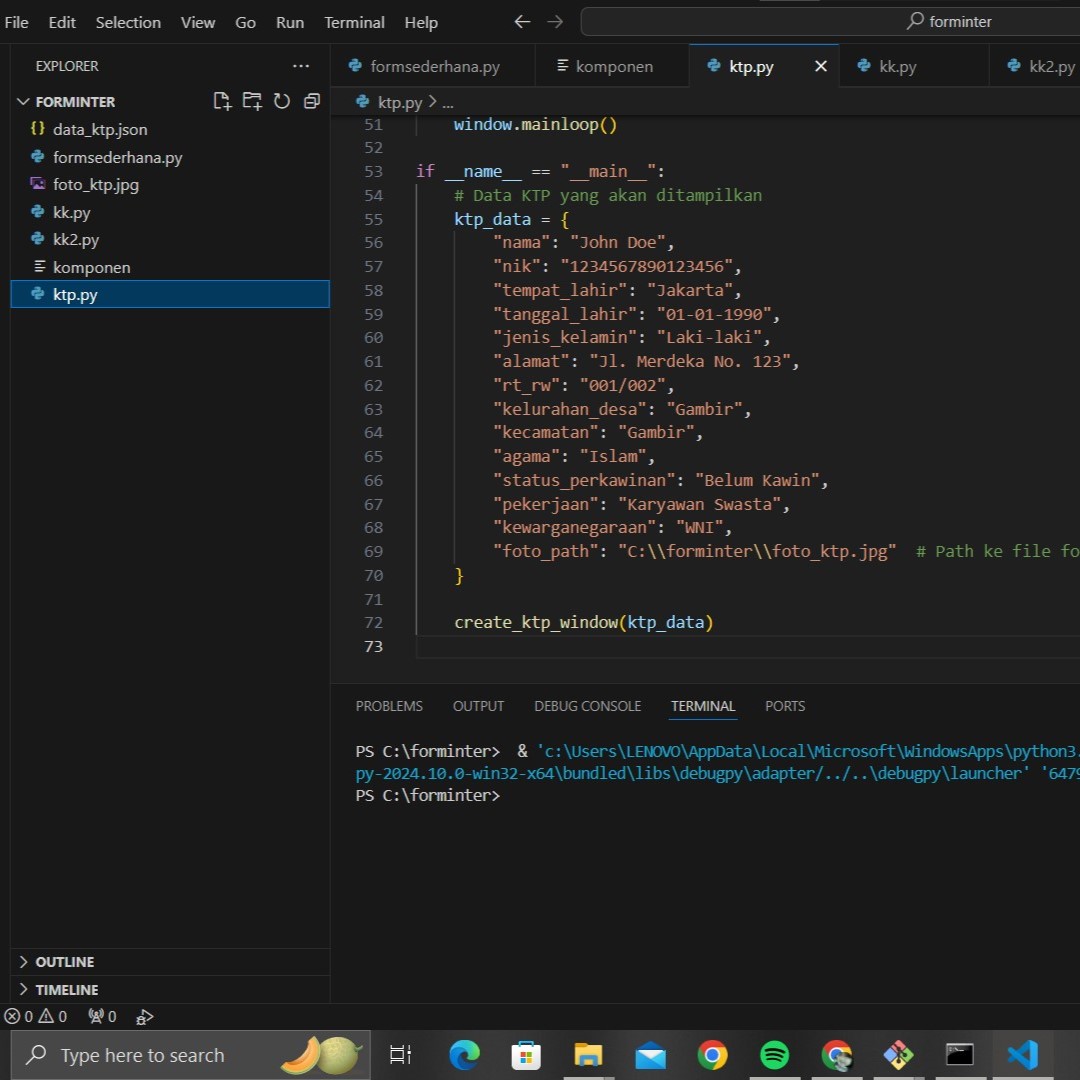 File Edit Selection View Go Run Terminal Help
forminter
EXPLORER
FORMINTER
data_ktp.json
formsederhana.py
foto_ktp.jpg
kk.py
kk2.py
komponen
ktp.py
OUTLINE
TIMELINE
formsederhana.py komponen ktp.py kk.py kk2.py
ktp.py > ...
51 window.mainloop()
52
53 if __name__ == "__main__":
54 # Data KTP yang akan ditampilkan
55 ktp_data = {
56 "nama": "John Doe",
57 "nik": "1234567890123456",
58 "tempat_lahir": "Jakarta",
59 "tanggal_lahir": "01-01-1990",
60 "jenis_kelamin": "Laki-laki",
61 "alamat": "Jl. Merdeka No. 123",
62 "rt_rw": "001/002",
63 "kelurahan_desa": "Gambir",
64 "kecamatan": "Gambir",
65 "agama": "Islam",
66 "status_perkawinan": "Belum Kawin",
67 "pekerjaan": "Karyawan Swasta",
68 "kewarganegaraan": "WNI",
69 "foto_path": "C:\\forminter\\foto_ktp.jpg" # Path ke file fo
70 }
71
72 create_ktp_window(ktp_data)
73
PROBLEMS OUTPUT DEBUG CONSOLE TERMINAL PORTS
PS C:\forminter> & 'c:\Users\LENOVO\AppData\Local\Microsoft\WindowsApps\python3.
py-2024.10.0-win32-x64\bundled\libs\debugpy\adapter/../..\debugpy\launcher' '6479
PS C:\forminter>
0 0 0
Type here to search